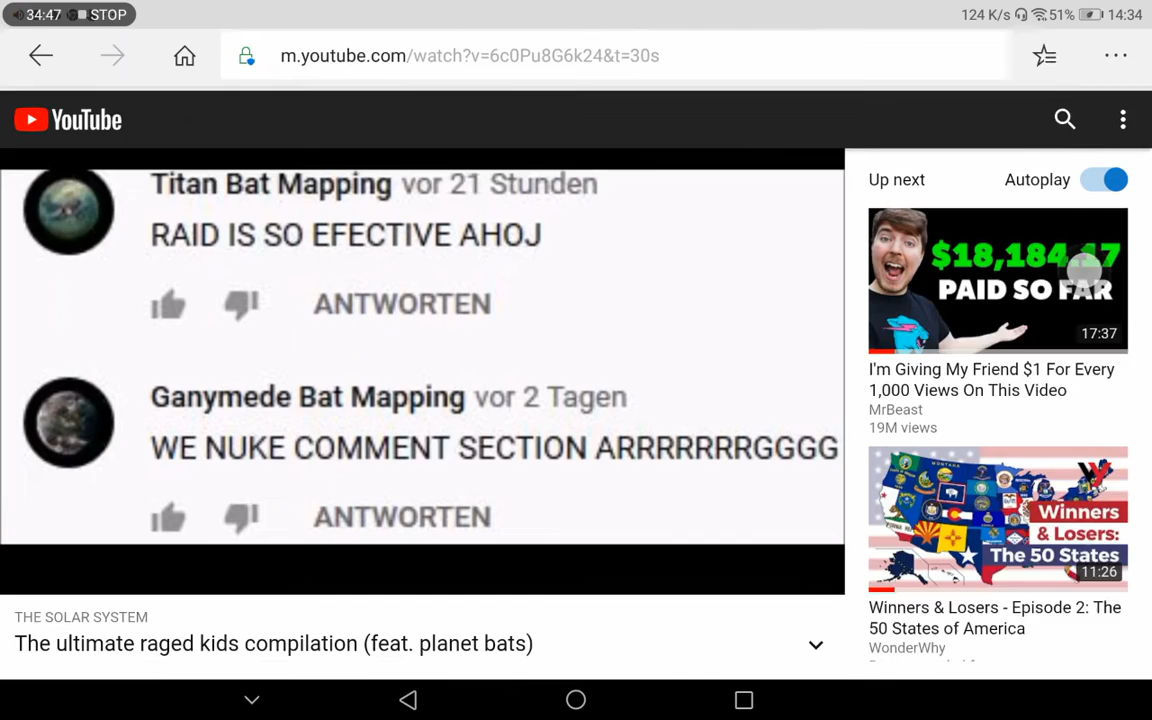 34:47 STOP
124 K/s 51% 14:34
m.youtube.com/watch?v=6c0Pu8G6k24&t=30s
YouTube
Titan Bat Mapping vor 21 Stunden
RAID IS SO EFECTIVE AHOJ
ANTWORTEN
Ganymede Bat Mapping vor 2 Tagen
WE NUKE COMMENT SECTION ARRRRRRRGGGG
ANTWORTEN
THE SOLAR SYSTEM
The ultimate raged kids compilation (feat. planet bats)
Up next Autoplay
$18,184.17
PAID SO FAR
17:37
I'm Giving My Friend $1 For Every
1,000 Views On This Video
MrBeast
19M views
Winners
& Losers:
The 50 States
11:26
Winners & Losers - Episode 2: The
50 States of America
WonderWhy